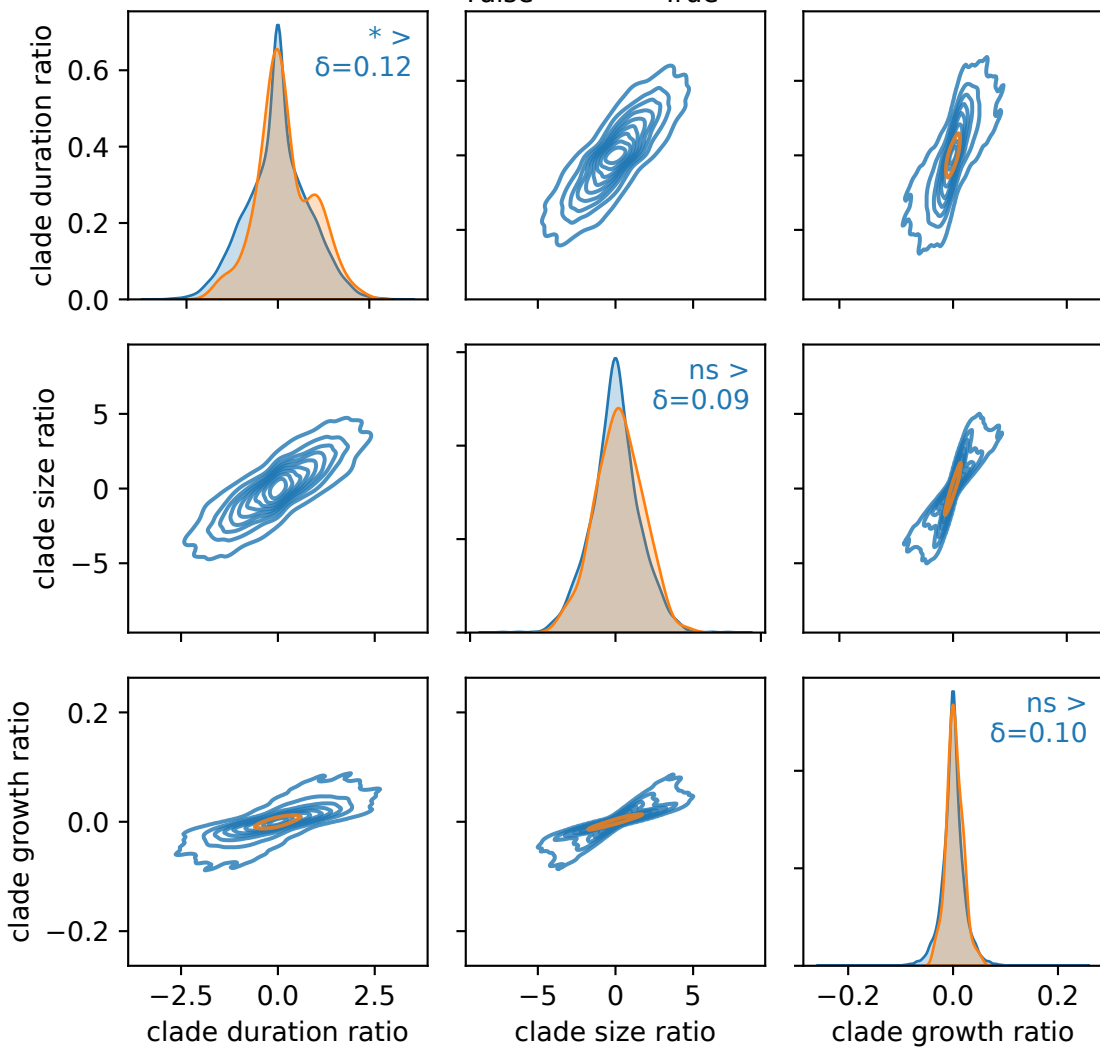 clade duration ratio
0.6
0.4
0.2
0.0
* >
δ=0.12
clade size ratio
5
0
−5
ns >
δ=0.09
clade growth ratio
0.2
0.0
−0.2
ns >
δ=0.10
−2.5 0.0 2.5
−5 0 5
−0.2 0.0 0.2
clade duration ratio
clade size ratio
clade growth ratio